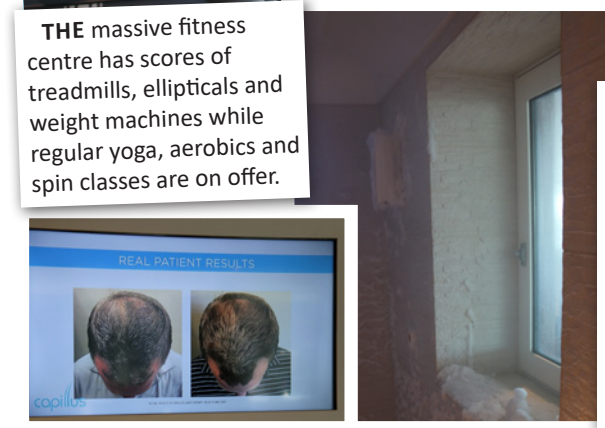 THE massive fitness
centre has scores of
treadmills, ellipticals and
weight machines while
regular yoga, aerobics and
spin classes are on offer.
REAL PATIENT RESULTS
capillus